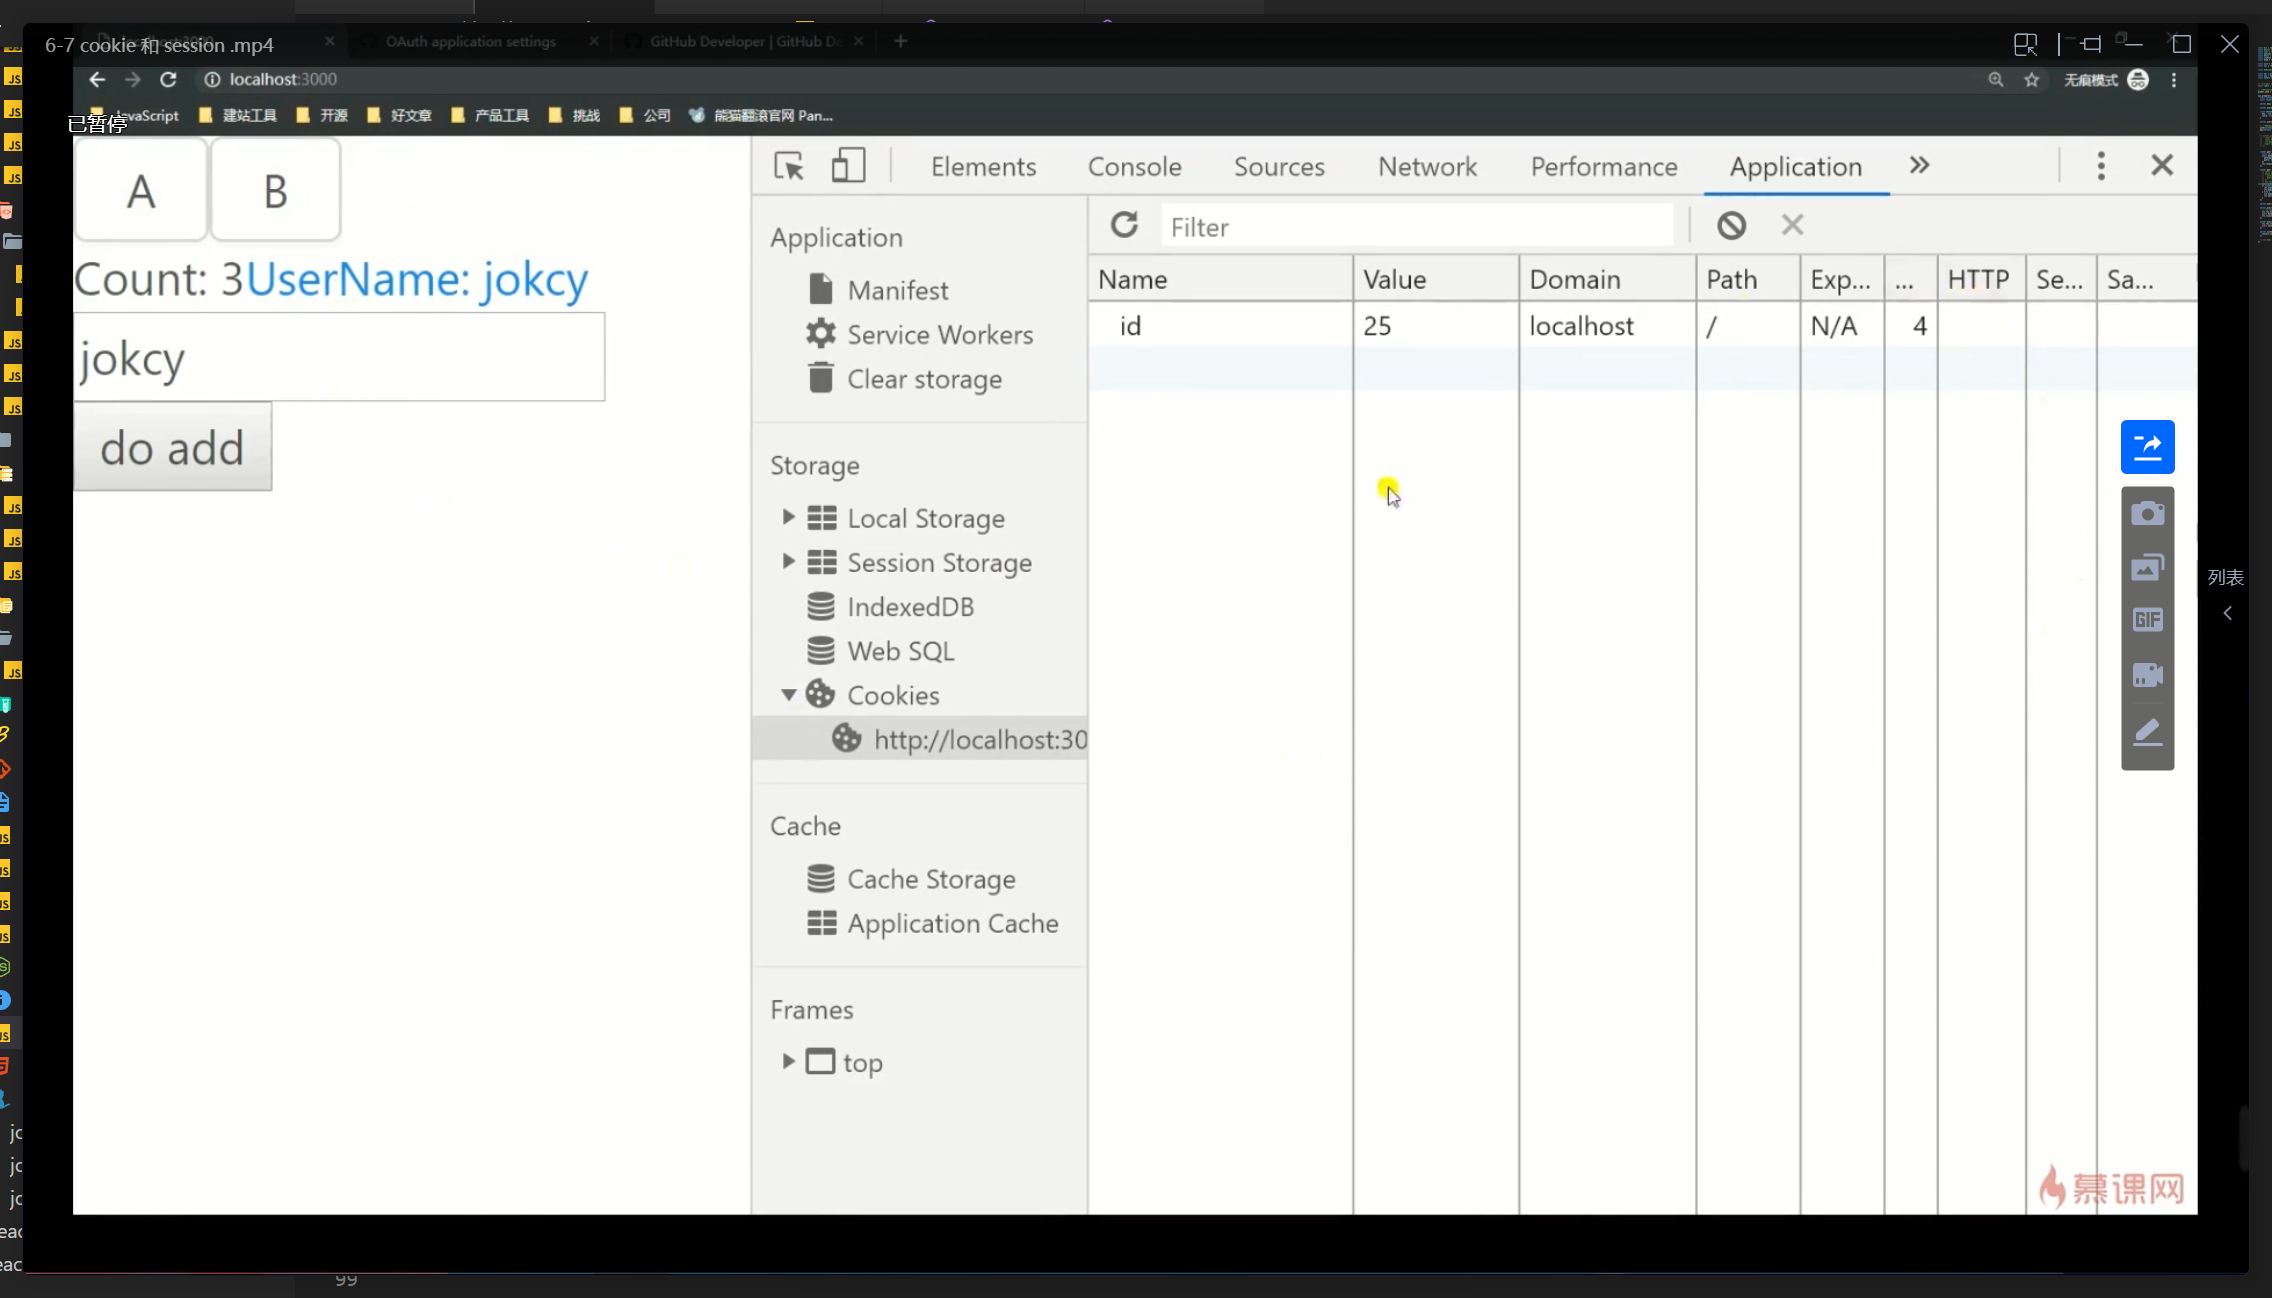 6-7 cookie 和 session .mp4
OAuth application settings
GitHub Developer | GitHub De
localhost:3000
无痕模式
已暂停
JavaScript
建站工具
开源
好文章
产品工具
挑战
公司
熊猫翻滚官网 Pan...
A
B
Count: 3UserName: jokcy
jokcy
do add
Elements
Console
Sources
Network
Performance
Application
Application
Manifest
Service Workers
Clear storage
Storage
Local Storage
Session Storage
IndexedDB
Web SQL
Cookies
http://localhost:30
Cache
Cache Storage
Application Cache
Frames
top
Filter
Name Value Domain Path Exp... ... HTTP Se... Sa...
id 25 localhost / N/A 4
GIF
列表
慕课网
99